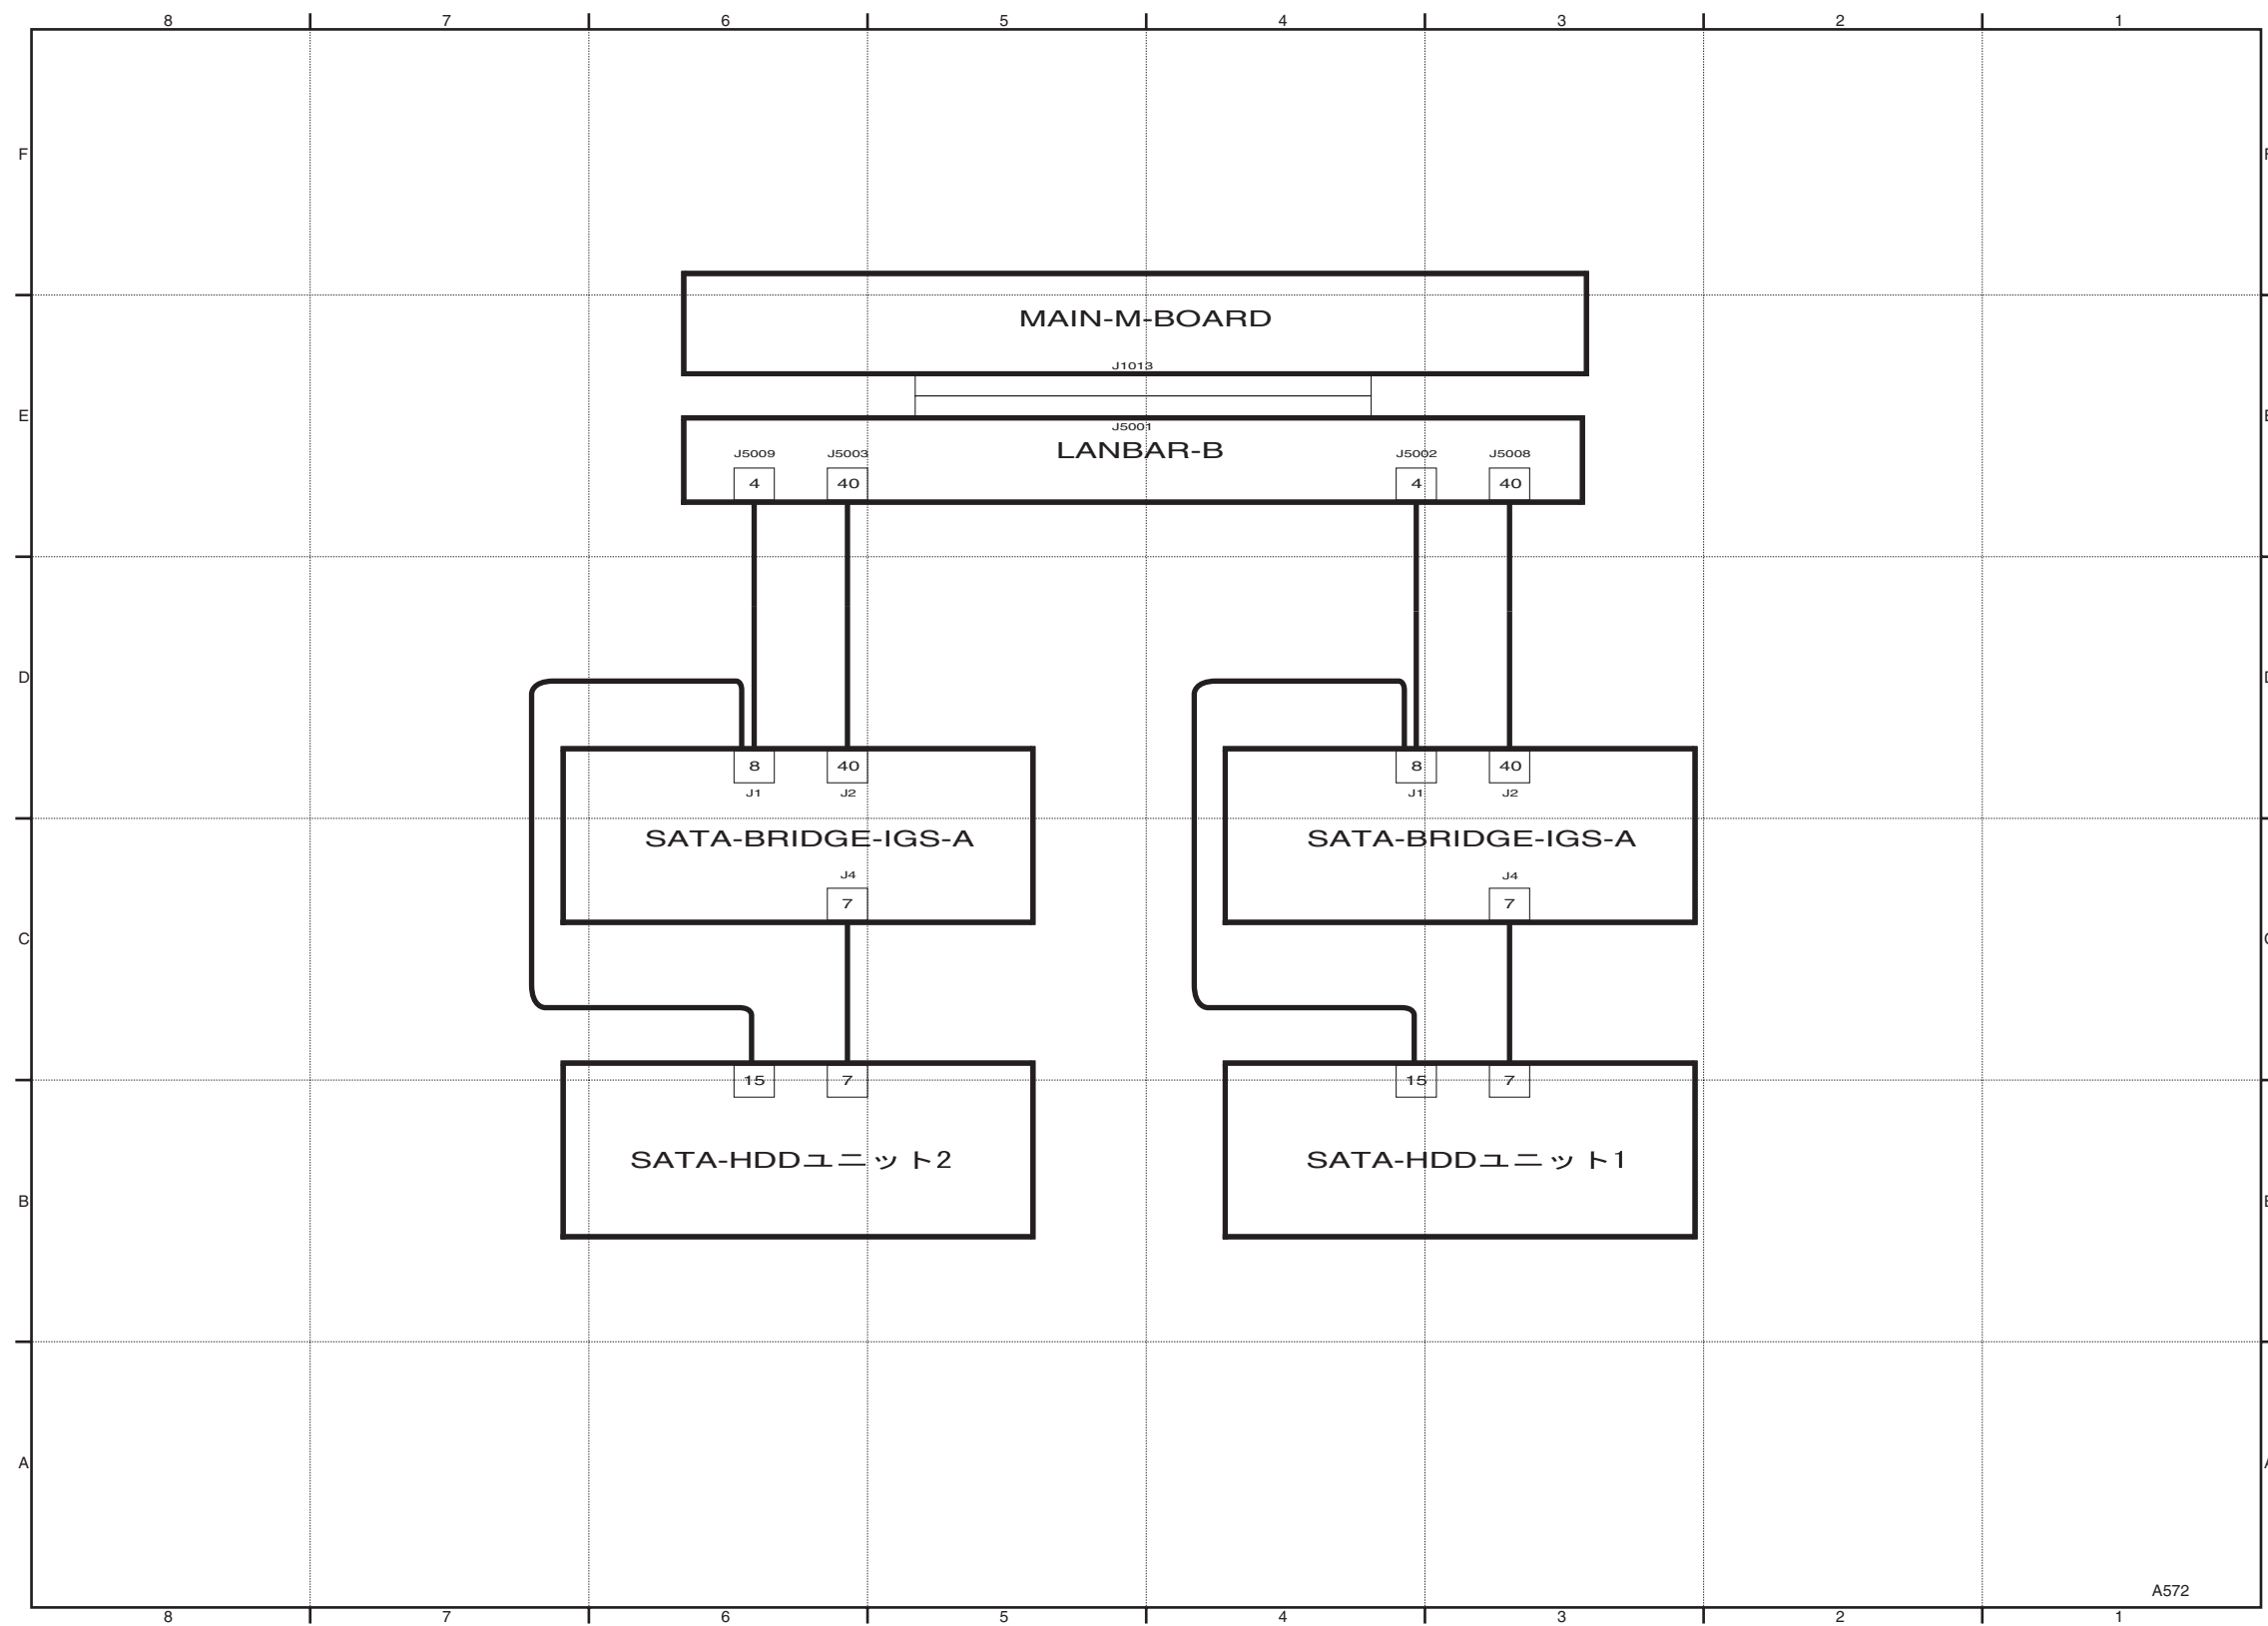 8 7 6 5 4 3 2 1
F
MAIN-M-BOARD
J1013
E
J5001
LANBAR-B
J5009 J5003 J5002 J5008
4 40 4 40
D
8 40 8 40
J1 J2 J1 J2
SATA-BRIDGE-IGS-A SATA-BRIDGE-IGS-A
J4 J4
7 7
C
15 7 15 7
SATA-HDDユニット2 SATA-HDDユニット1
B
A
A572
8 7 6 5 4 3 2 1